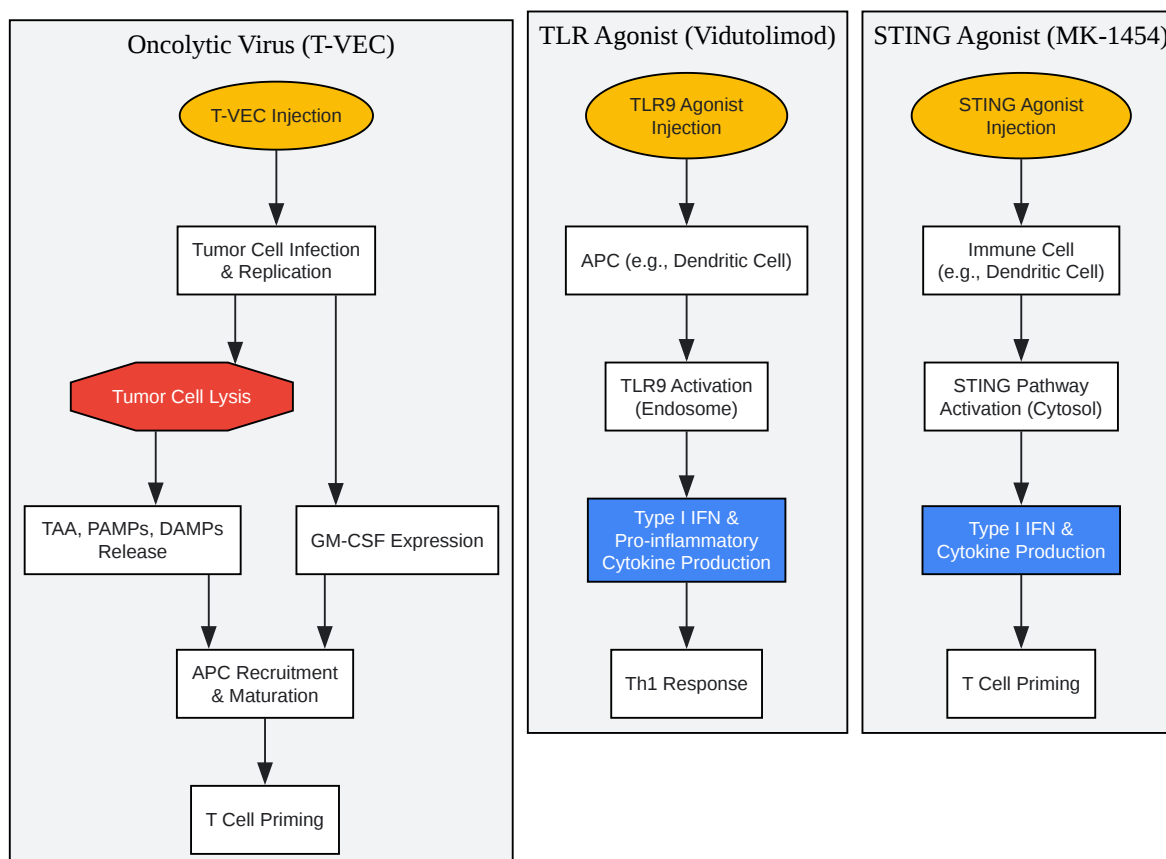 Oncolytic Virus (T-VEC)
T-VEC Injection
Tumor Cell Infection
& Replication
Tumor Cell Lysis
TAA, PAMPs, DAMPs
Release
GM-CSF Expression
APC Recruitment
& Maturation
T Cell Priming
TLR Agonist (Vidutolimod)
TLR9 Agonist
Injection
APC (e.g., Dendritic Cell)
TLR9 Activation
(Endosome)
Type I IFN &
Pro-inflammatory
Cytokine Production
Th1 Response
STING Agonist (MK-1454)
STING Agonist
Injection
Immune Cell
(e.g., Dendritic Cell)
STING Pathway
Activation (Cytosol)
Type I IFN &
Cytokine Production
T Cell Priming